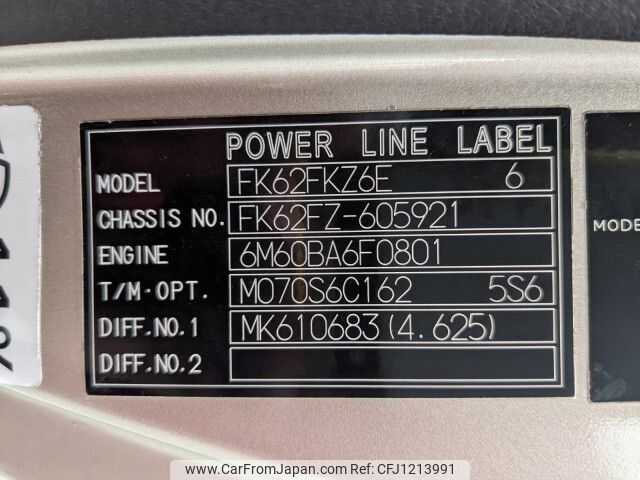 POWER LINE LABEL
MODEL FK62FKZ6E 6
CHASSIS NO. FK62FZ-605921
ENGINE 6M60BA6F0801
T/M·OPT. M070S6C162 5S6
DIFF.NO.1 MK610683(4.625)
DIFF.NO.2
MODE
www.CarFromJapan.com - CFJ1213991